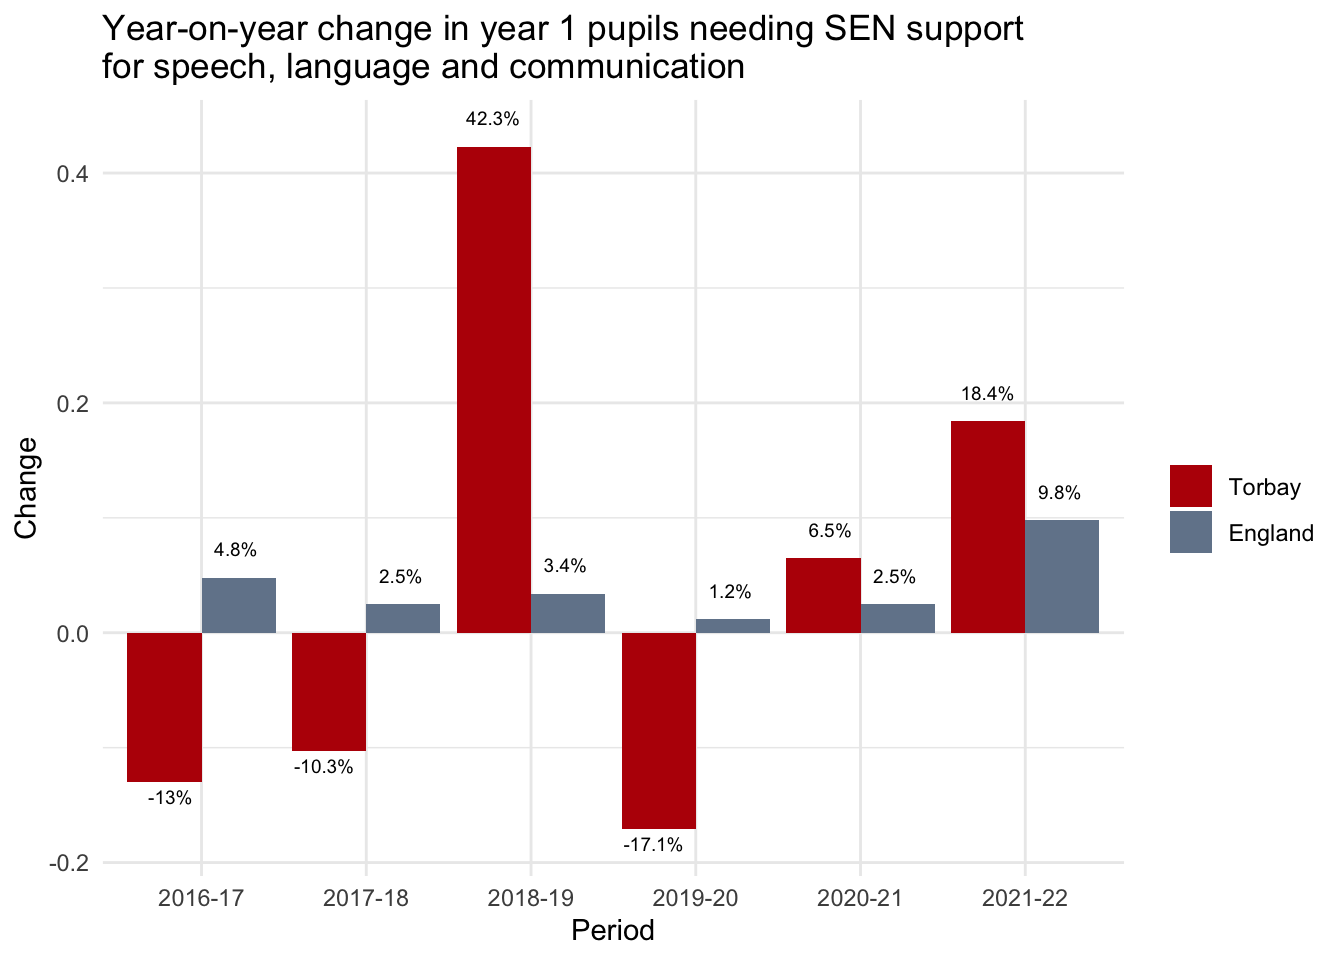 Year-on-year change in year 1 pupils needing SEN support
for speech, language and communication
42.3%
0.4
18.4%
0.2
9.8%
6.5%
4.8%
3.4%
2.5%
2.5%
1.2%
0.0
-10.3%
-13%
-17.1%
-0.2
Change
2016-17 2017-18 2018-19 2019-20 2020-21 2021-22
Period
Torbay
England